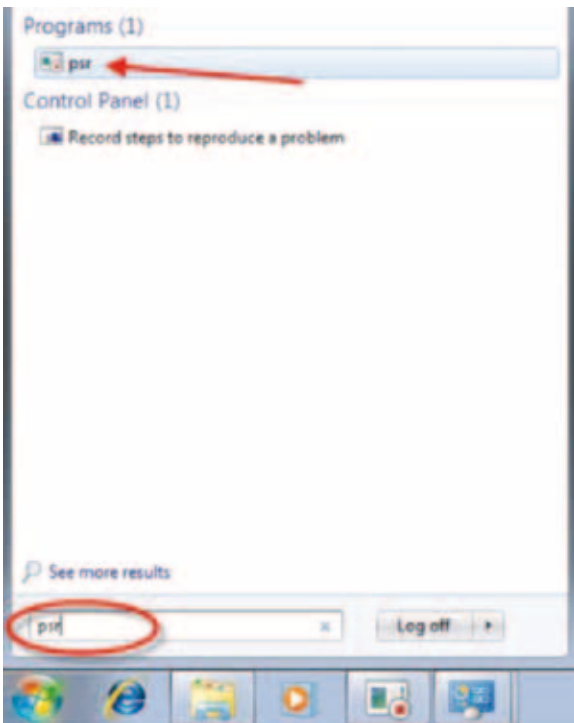 Programs (1)
psr
Control Panel (1)
Record steps to reproduce a problem
See more results
psr
Log off